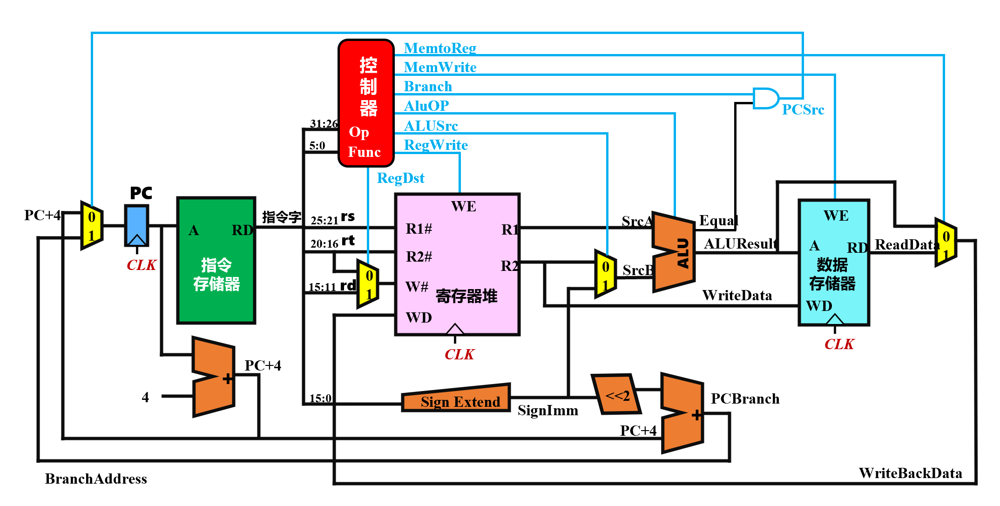 控
制
器
Op
Func
MemtoReg
MemWrite
Branch
AluOP
ALUSrc
RegWrite
RegDst
PCSrc
31:26
5:0
PC+4
0
1
PC
CLK
A
RD
指令
存储器
指令字
25:21 rs
20:16 rt
15:11 rd
0
1
WE
R1#
R2#
W#
WD
R1
R2
寄存器堆
CLK
0
1
SrcA
SrcB
ALU
Equal
ALUResult
WriteData
WE
A
RD
数据
存储器
WD
CLK
ReadData
0
1
4
+
PC+4
15:0
Sign Extend
SignImm
<<2
PC+4
+
PCBranch
BranchAddress
WriteBackData